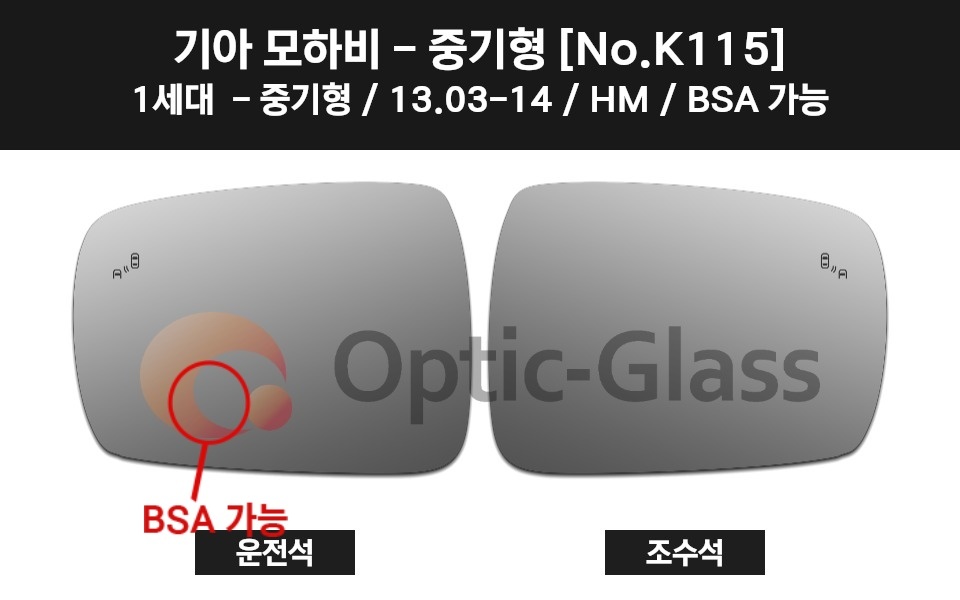 기아 모하비 - 중기형 [No.K115]
1세대 - 중기형 / 13.03-14 / HM / BSA 가능
Optic-Glass
BSA 가능
운전석
조수석